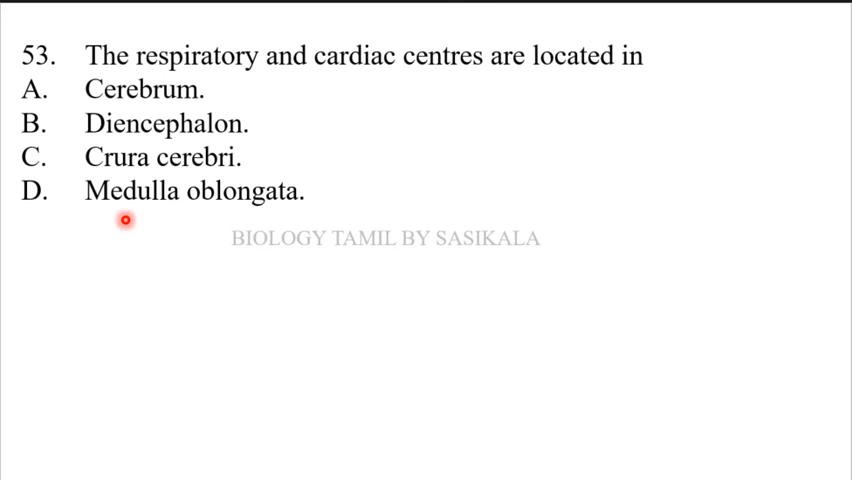 53. The respiratory and cardiac centres are located in
A. Cerebrum.
B. Diencephalon.
C. Crura cerebri.
D. Medulla oblongata.
BIOLOGY TAMIL BY SASIKALA